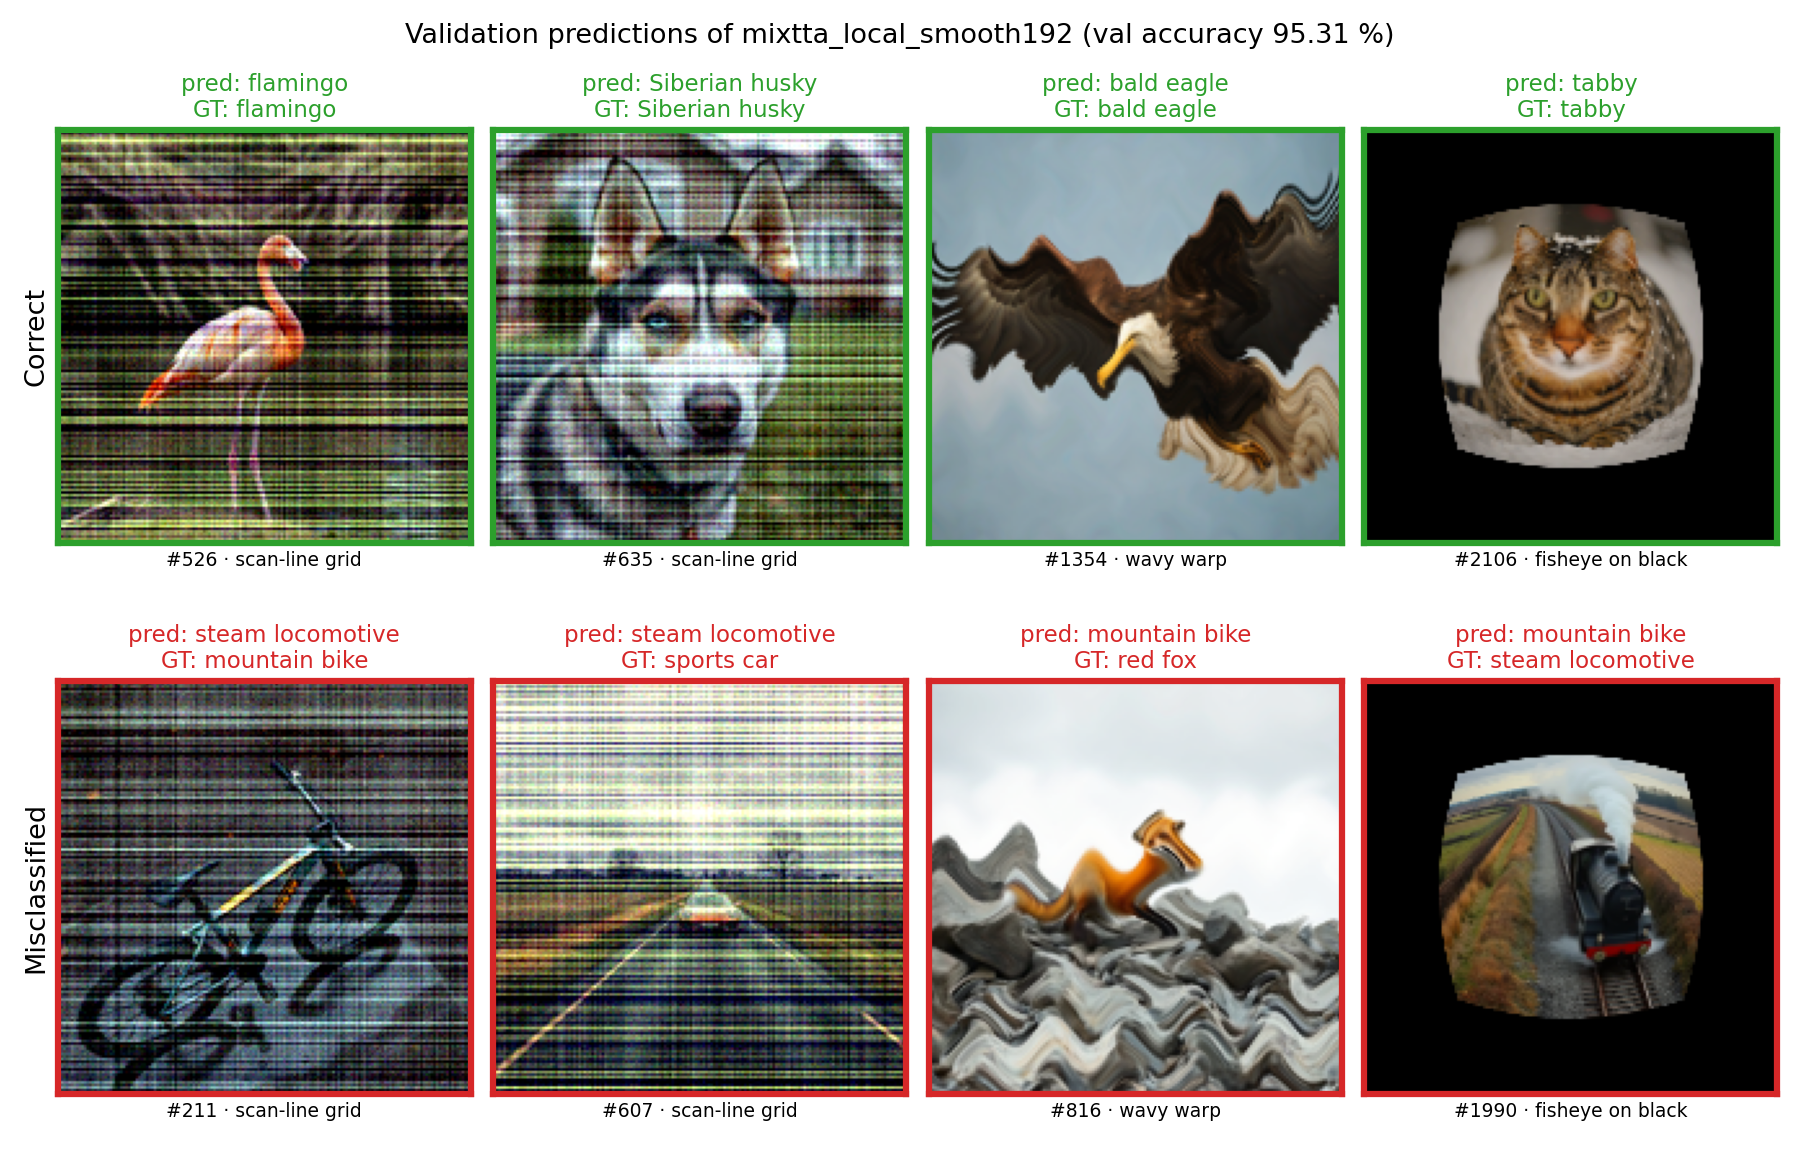 Validation predictions of mixtta_local_smooth192 (val accuracy 95.31 %)
Correct
pred: flamingo
GT: flamingo
#526 · scan-line grid
pred: Siberian husky
GT: Siberian husky
#635 · scan-line grid
pred: bald eagle
GT: bald eagle
#1354 · wavy warp
pred: tabby
GT: tabby
#2106 · fisheye on black
Misclassified
pred: steam locomotive
GT: mountain bike
#211 · scan-line grid
pred: steam locomotive
GT: sports car
#607 · scan-line grid
pred: mountain bike
GT: red fox
#816 · wavy warp
pred: mountain bike
GT: steam locomotive
#1990 · fisheye on black